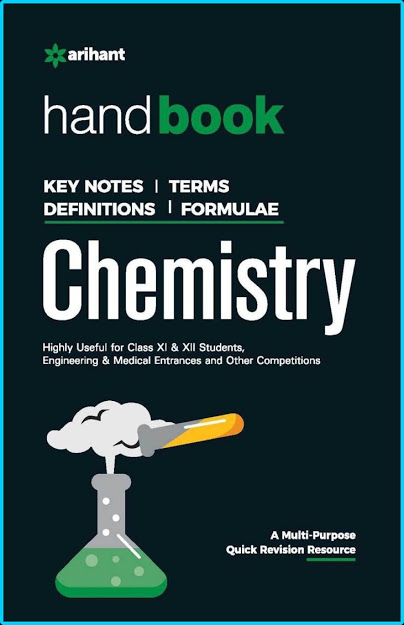 arihant
handbook
KEY NOTES | TERMS
DEFINITIONS | FORMULAE
Chemistry
Highly Useful for Class XI & XII Students,
Engineering & Medical Entrances and Other Competitions
A Multi-Purpose
Quick Revision Resource